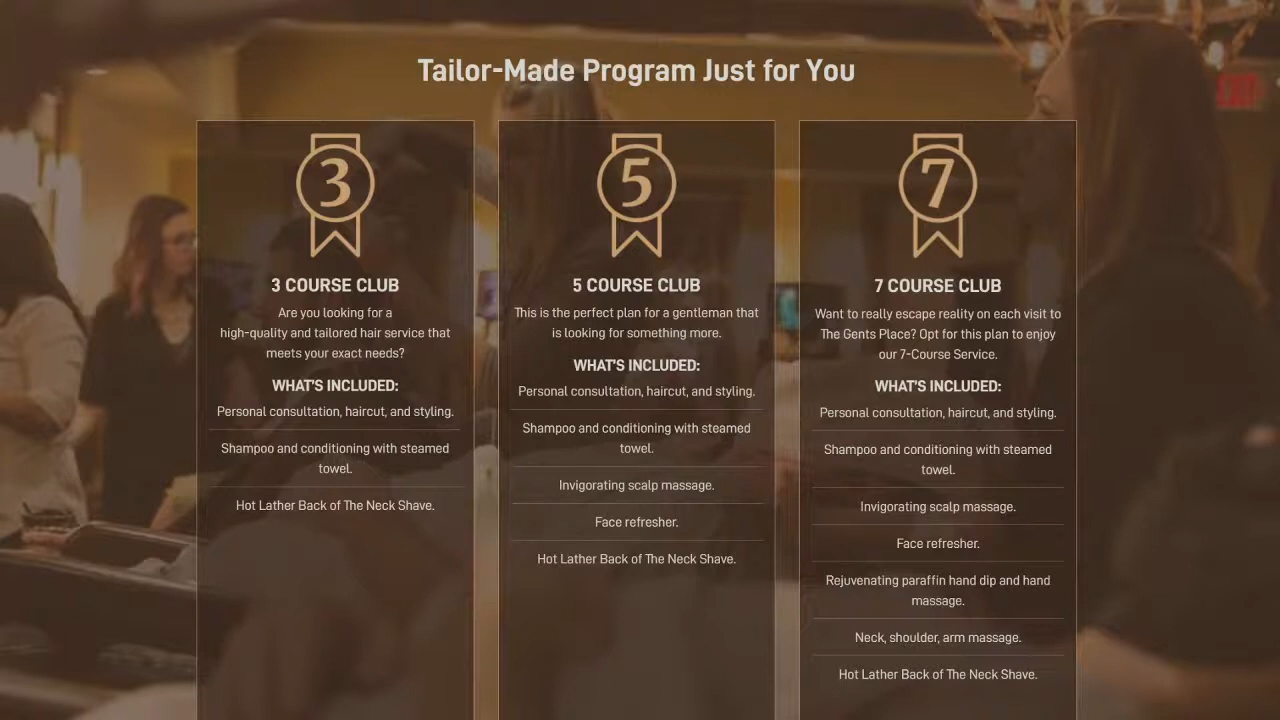 Tailor-Made Program Just for You
EXIT
3
3 COURSE CLUB
Are you looking for a
high-quality and tailored hair service that
meets your exact needs?
WHAT'S INCLUDED:
Personal consultation, haircut, and styling.
Shampoo and conditioning with steamed
towel.
Hot Lather Back of The Neck Shave.
5
5 COURSE CLUB
This is the perfect plan for a gentleman that
is looking for something more.
WHAT'S INCLUDED:
Personal consultation, haircut, and styling.
Shampoo and conditioning with steamed
towel.
Invigorating scalp massage.
Face refresher.
Hot Lather Back of The Neck Shave.
7
7 COURSE CLUB
Want to really escape reality on each visit to
The Gents Place? Opt for this plan to enjoy
our 7-Course Service.
WHAT'S INCLUDED:
Personal consultation, haircut, and styling.
Shampoo and conditioning with steamed
towel.
Invigorating scalp massage.
Face refresher.
Rejuvenating paraffin hand dip and hand
massage.
Neck, shoulder, arm massage.
Hot Lather Back of The Neck Shave.